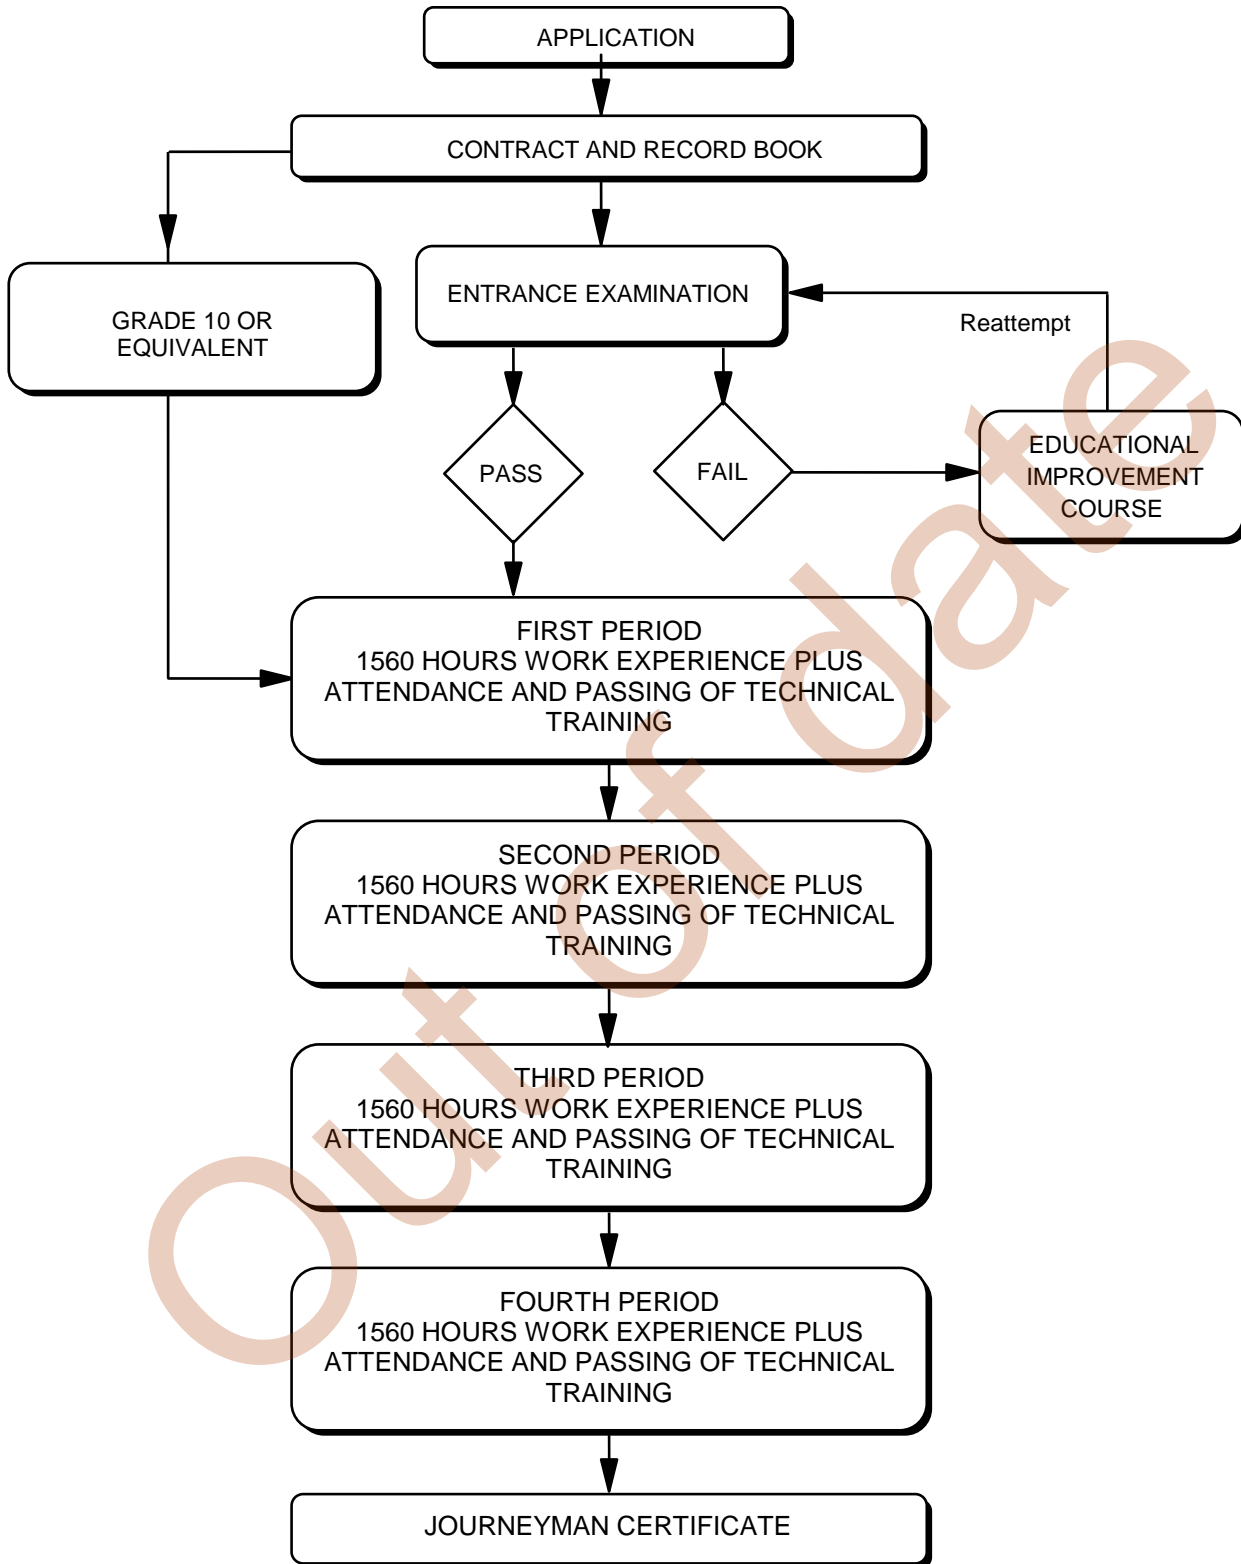 APPLICATION
CONTRACT AND RECORD BOOK
GRADE 10 OR
EQUIVALENT
ENTRANCE EXAMINATION
Reattempt
PASS
FAIL
EDUCATIONAL
IMPROVEMENT
COURSE
FIRST PERIOD
1560 HOURS WORK EXPERIENCE PLUS
ATTENDANCE AND PASSING OF TECHNICAL
TRAINING
SECOND PERIOD
1560 HOURS WORK EXPERIENCE PLUS
ATTENDANCE AND PASSING OF TECHNICAL
TRAINING
THIRD PERIOD
1560 HOURS WORK EXPERIENCE PLUS
ATTENDANCE AND PASSING OF TECHNICAL
TRAINING
FOURTH PERIOD
1560 HOURS WORK EXPERIENCE PLUS
ATTENDANCE AND PASSING OF TECHNICAL
TRAINING
JOURNEYMAN CERTIFICATE
Out of date